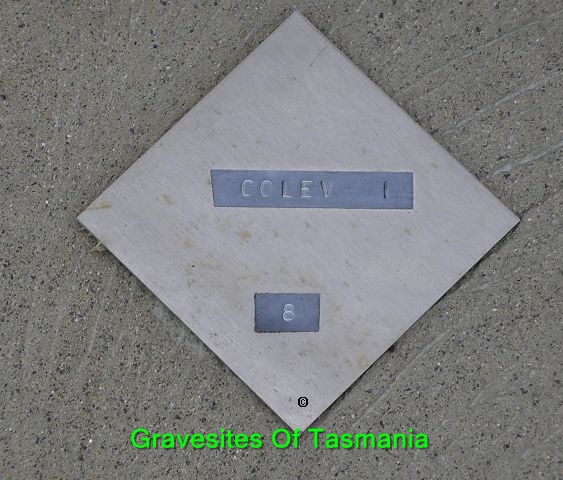 COLEV I
8
©
Gravesites Of Tasmania